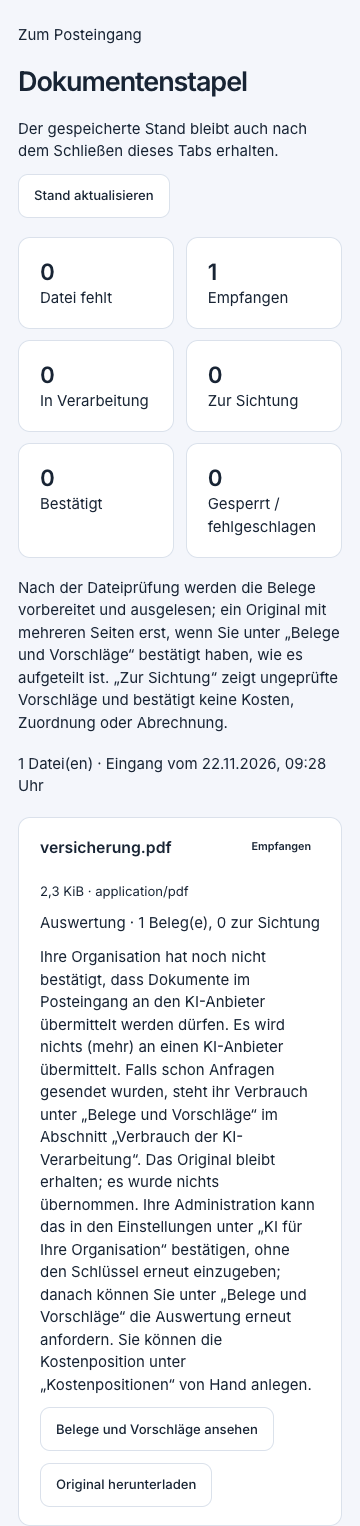 Zum Posteingang
Dokumentenstapel
Der gespeicherte Stand bleibt auch nach
dem Schließen dieses Tabs erhalten.
Stand aktualisieren
0
Datei fehlt
1
Empfangen
0
In Verarbeitung
0
Zur Sichtung
0
Bestätigt
0
Gesperrt /
fehlgeschlagen
Nach der Dateiprüfung werden die Belege
vorbereitet und ausgelesen; ein Original mit
mehreren Seiten erst, wenn Sie unter „Belege
und Vorschläge“ bestätigt haben, wie es
aufgeteilt ist. „Zur Sichtung“ zeigt ungeprüfte
Vorschläge und bestätigt keine Kosten,
Zuordnung oder Abrechnung.
1 Datei(en) · Eingang vom 22.11.2026, 09:28
Uhr
versicherung.pdf
Empfangen
2,3 KiB · application/pdf
Auswertung · 1 Beleg(e), 0 zur Sichtung
Ihre Organisation hat noch nicht
bestätigt, dass Dokumente im
Posteingang an den KI-Anbieter
übermittelt werden dürfen. Es wird
nichts (mehr) an einen KI-Anbieter
übermittelt. Falls schon Anfragen
gesendet wurden, steht ihr Verbrauch
unter „Belege und Vorschläge“ im
Abschnitt „Verbrauch der KI-
Verarbeitung“. Das Original bleibt
erhalten; es wurde nichts
übernommen. Ihre Administration kann
das in den Einstellungen unter „KI für
Ihre Organisation“ bestätigen, ohne
den Schlüssel erneut einzugeben;
danach können Sie unter „Belege und
Vorschläge“ die Auswertung erneut
anfordern. Sie können die
Kostenposition unter
„Kostenpositionen“ von Hand anlegen.
Belege und Vorschläge ansehen
Original herunterladen